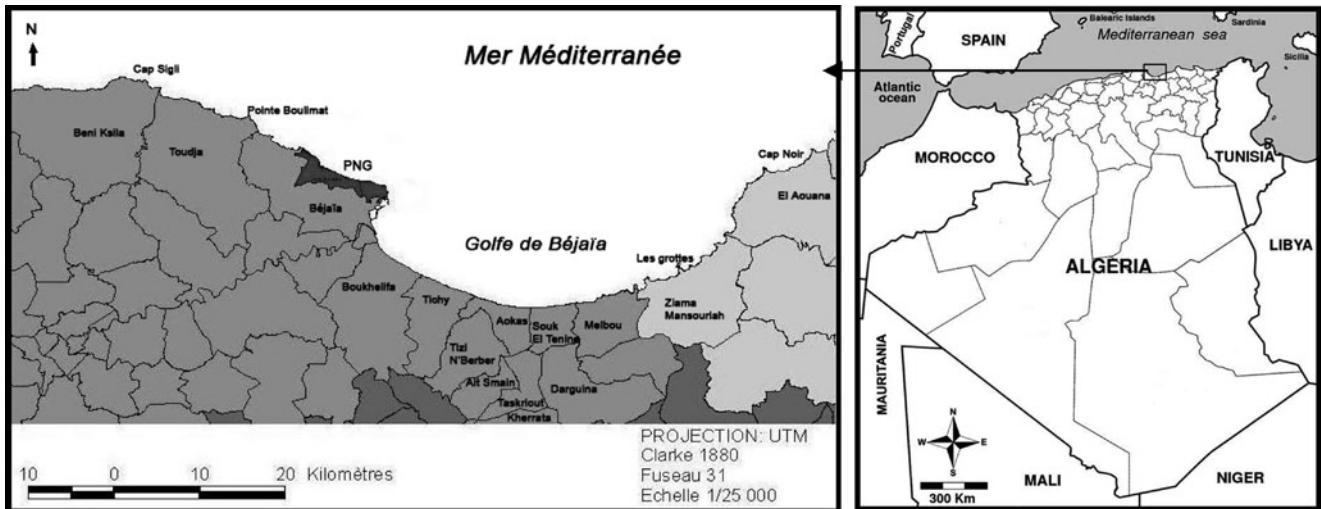 N
Cap Sigli
Mer Méditerranée
Pointe Boulimat
Beni Ksila
Toudja
PNG
Cap Noir
El Aouana
Béjaïa
Golfe de Béjaïa
Les grottes
Boukhelifa
Tichy
Ziama
Mansouriah
Aokas
Souk
El Tenine
Melbou
Tizi
N'Berber
Ait Smain
Darguina
Taskriout
Kherrata
PROJECTION: UTM
Clarke 1880
Fuseau 31
Echelle 1/25 000
10 0 10 20 Kilomètres
Balearic Islands
Sardinia
Portugal
SPAIN
Mediterranean sea
Sicilia
Atlantic
ocean
MOROCCO
TUNISIA
ALGERIA
LIBYA
MAURITANIA
N
W E
S
300 Km
MALI
NIGER